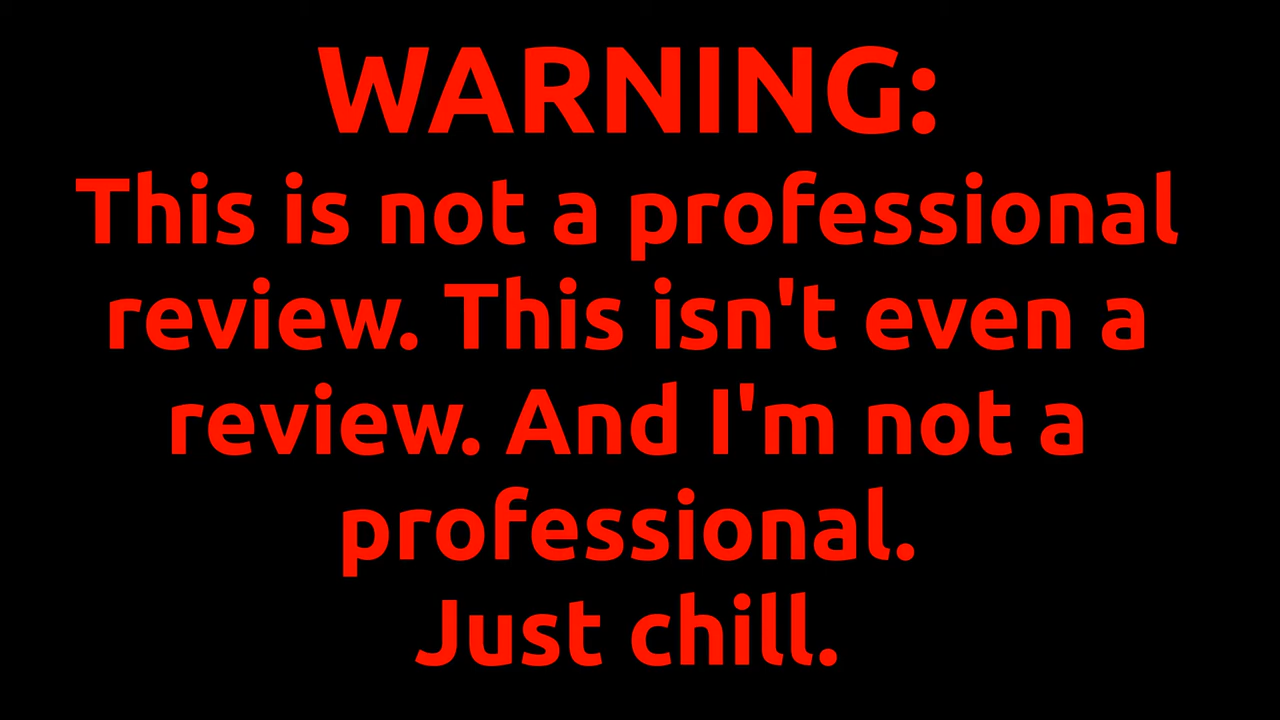 WARNING:
This is not a professional
review. This isn't even a
review. And I'm not a
professional.
Just chill.